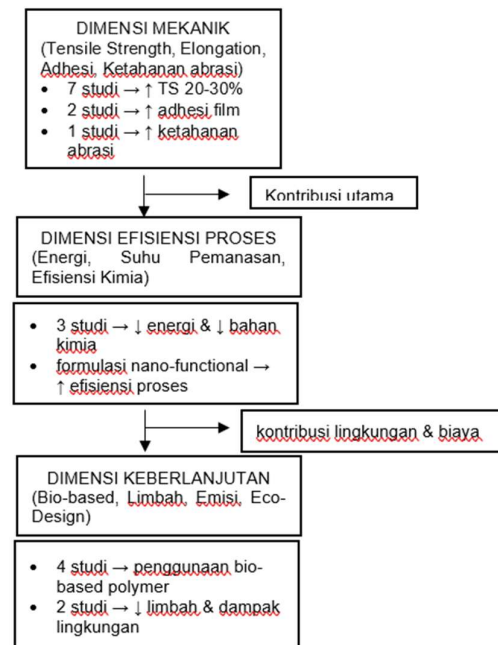 DIMENSI MEKANIK
(Tensile Strength, Elongation,
Adhesi, Ketahanan abrasi)
• 7 studi → ↑ TS 20-30%
• 2 studi → ↑ adhesi film
• 1 studi → ↑ ketahanan
abrasi
Kontribusi utama
DIMENSI EFISIENSI PROSES
(Energi, Suhu Pemanasan,
Efisiensi Kimia)
• 3 studi → ↓ energi & ↓ bahan
kimia
• formulasi nano-functional →
↑ efisiensi proses
kontribusi lingkungan & biaya
DIMENSI KEBERLANJUTAN
(Bio-based, Limbah, Emisi, Eco-
Design)
• 4 studi → penggunaan bio-
based polymer
• 2 studi → ↓ limbah & dampak
lingkungan